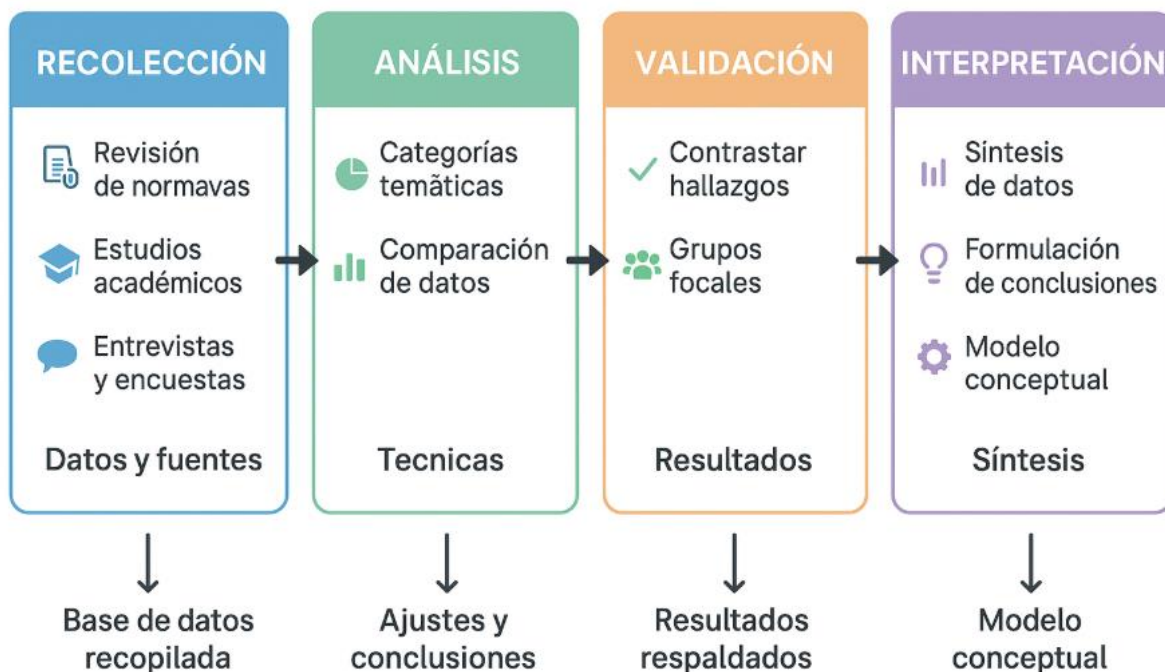 RECOLECCIÓN
Revisión
de normavas
Estudios
académicos
Entrevistas
y encuestas
Datos y fuentes
Base de datos
recopilada
ANÁLISIS
Categorías
temãticas
Comparación
de datos
Tecnicas
Ajustes y
conclusiones
VALIDACIÓN
Contrastar
hallazgos
Grupos
focales
Resultados
Resultados
respaldados
INTERPRETACIÓN
Sintesis
de datos
Formulación
de conclusiones
Modelo
conceptual
Síntesis
Modelo
conceptual